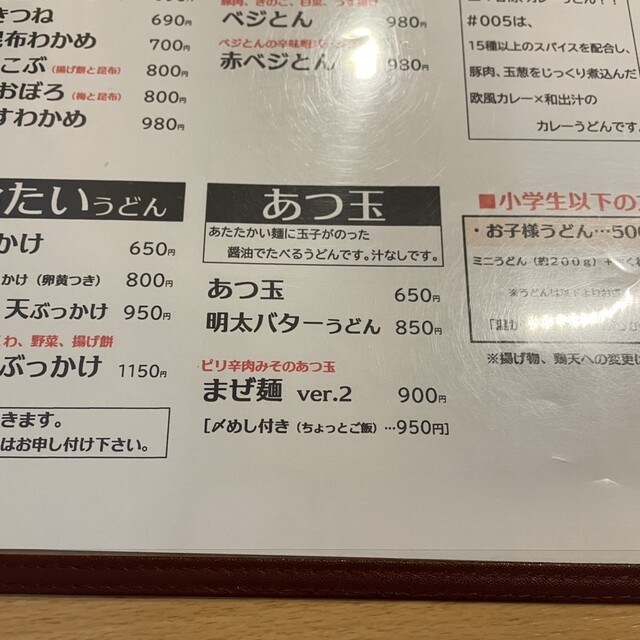 きつね 690円
昆布わかめ 700円
こぶ(揚げ餅と昆布) 800円
おぼろ(梅と昆布) 800円
すわかめ 980円
豚肉、きのこ、白菜、うす揚げ
ベジとん 980円
ベジとんの辛味
赤ベジとん 980円
#005は、
15種以上のスパイスを配合し、
豚肉、玉葱をじっくり煮込んだ
欧風カレー×和出汁の
カレーうどんです。
たいうどん
かけ 650円
かけ(卵黄つき) 800円
天ぶっかけ 950円
わ、野菜、揚げ餅
ぶっかけ 1150円
きます。
はお申し付け下さい。
あつ玉
あたたかい麺に玉子がのった
醤油でたべるうどんです。汁なしです。
あつ玉 650円
明太バターうどん 850円
ピリ辛肉みそのあつ玉
まぜ麺 ver.2 900円
[〆めし付き(ちょっとご飯)…950円]
■小学生以下の
・お子様うどん…500
ミニうどん(約200g)+
※揚げ物、鶏天への変更